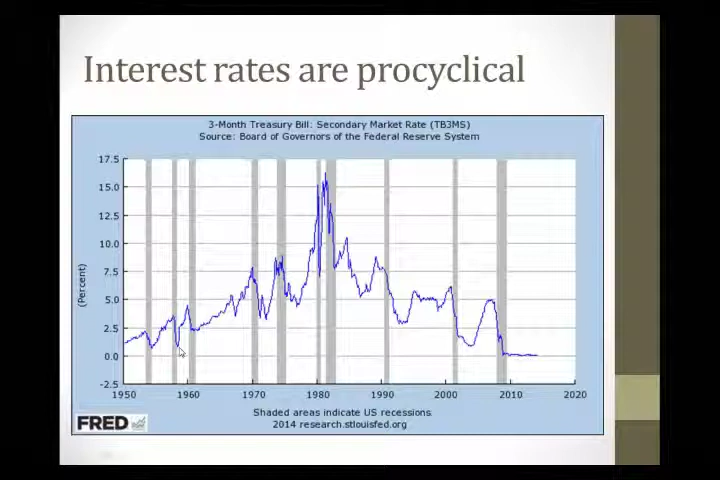 Interest rates are procyclical
3-Month Treasury Bill: Secondary Market Rate (TB3MS)
Source: Board of Governors of the Federal Reserve System
17.5
15.0
12.5
10.0
7.5
5.0
2.5
0.0
-2.5
(Percent)
1950 1960 1970 1980 1990 2000 2010 2020
Shaded areas indicate US recessions
2014 research.stlouisfed.org
FRED